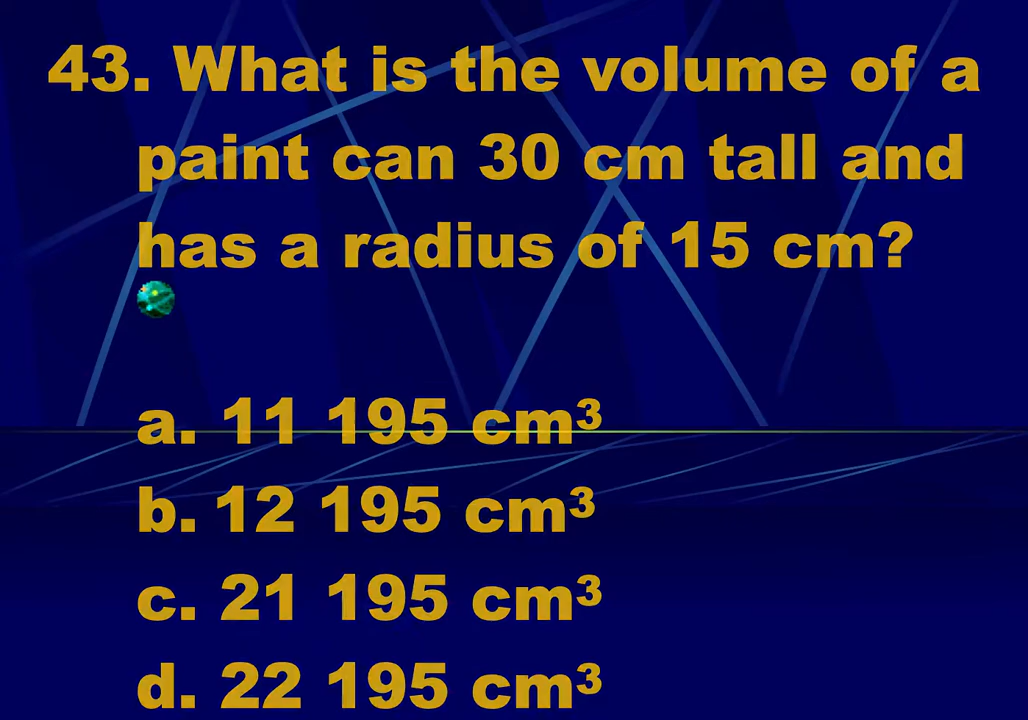 43. What is the volume of a
paint can 30 cm tall and
has a radius of 15 cm?
a. 11 195 cm³
b. 12 195 cm³
c. 21 195 cm³
d. 22 195 cm³